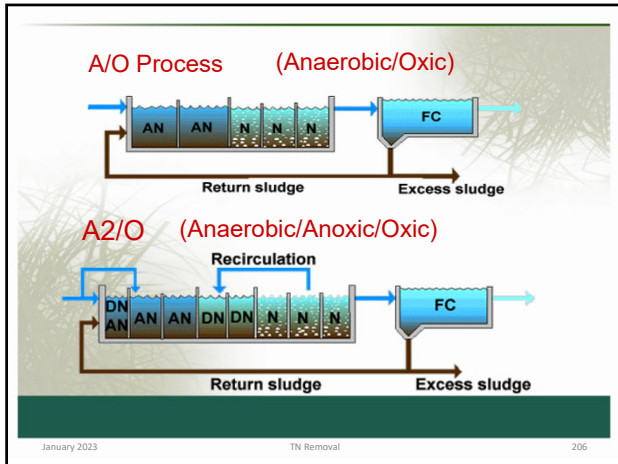 A/O Process (Anaerobic/Oxic)
AN AN N N N FC
Return sludge Excess sludge
A2/O (Anaerobic/Anoxic/Oxic)
Recirculation
DN
AN AN AN DN DN N N N FC
Return sludge Excess sludge
January 2023 TN Removal 206